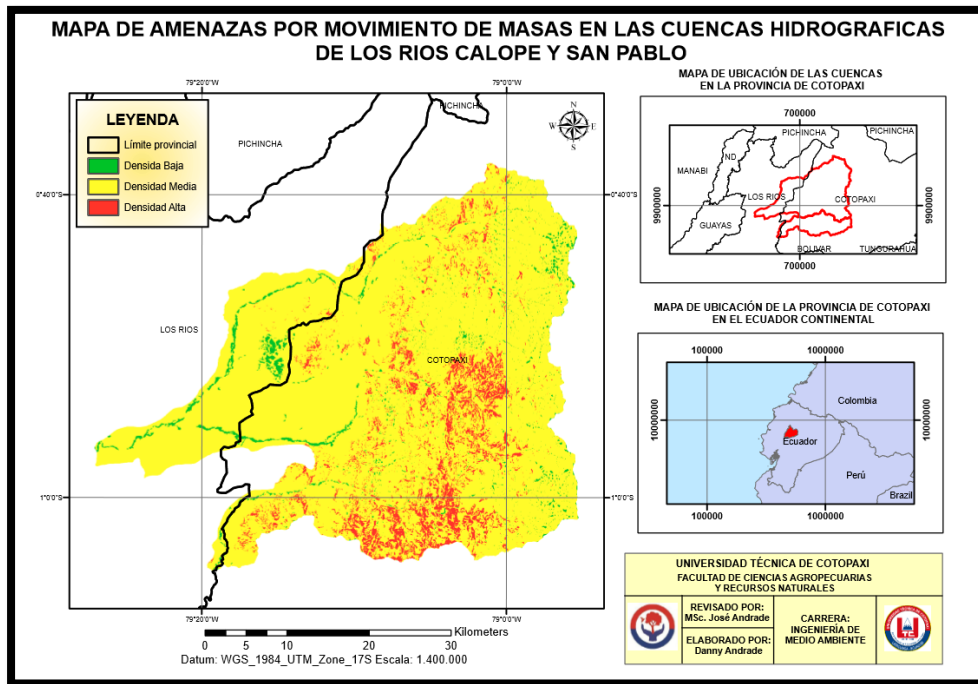 MAPA DE AMENAZAS POR MOVIMIENTO DE MASAS EN LAS CUENCAS HIDROGRAFICAS
DE LOS RIOS CALOPE Y SAN PABLO
79°20'0"W
79°0'0"W
LEYENDA
Límite provincial
Densida Baja
Densidad Media
Densidad Alta
PICHINCHA
PICHINCHA
N
W
E
S
0°40'0"S
0°40'0"S
LOS RIOS
COTOPAXI
1°0'0"S
1°0'0"S
79°20'0"W
79°0'0"W
Kilometers
0 5 10 20 30
Datum: WGS_1984_UTM_Zone_17S Escala: 1.400.000
MAPA DE UBICACIÓN DE LAS CUENCAS
EN LA PROVINCIA DE COTOPAXI
700000
PICHINCHA
PICHINCHA
ND
MANABI
LOS RIOS
COTOPAXI
GUAYAS
BOLIVAR
TUNGURAHUA
9900000
9900000
700000
MAPA DE UBICACIÓN DE LA PROVINCIA DE COTOPAXI
EN EL ECUADOR CONTINENTAL
100000
1000000
Colombia
Ecuador
Perú
Brazil
10000000
10000000
100000
1000000
UNIVERSIDAD TÉCNICA DE COTOPAXI
FACULTAD DE CIENCIAS AGROPECUARIAS
Y RECURSOS NATURALES
REVISADO POR:
MSc. José Andrade
ELABORADO POR:
Danny Andrade
CARRERA:
INGENIERÍA DE
MEDIO AMBIENTE